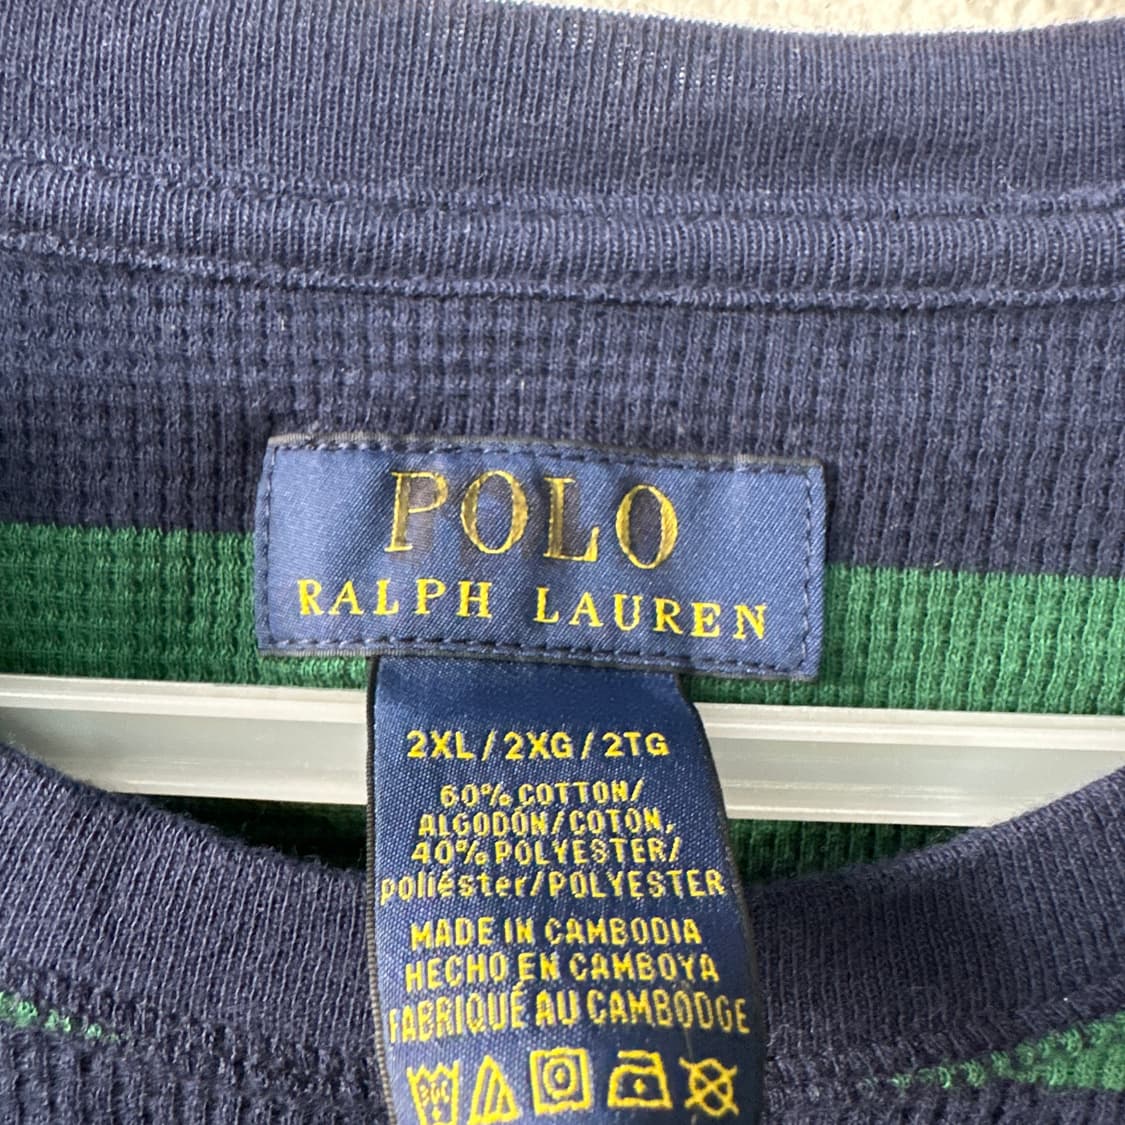 POLO
RALPH LAUREN
2XL/2XG/2TG
60% COTTON/
ALGODÓN/COTON,
40% POLYESTER/
poliéster/POLYESTER
MADE IN CAMBODIA
HECHO EN CAMBOYA
FABRIQUÉ AU CAMBODGE